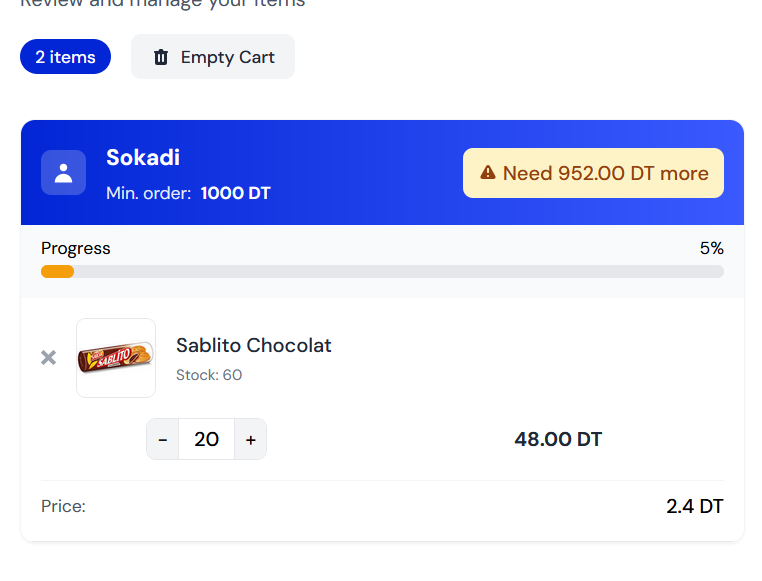 Review and manage your items
2 items
Empty Cart
Sokadi
Min. order: 1000 DT
Need 952.00 DT more
Progress
5%
SABLITO
Sablito Chocolat
Stock: 60
- 20 +
48.00 DT
Price:
2.4 DT